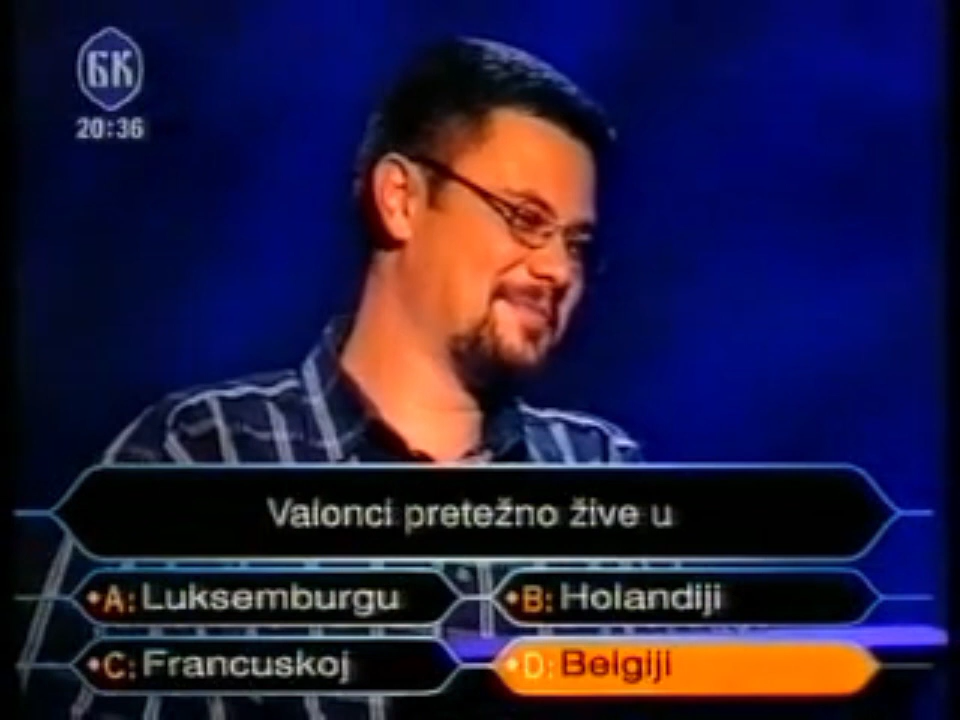 БК
20:36
Valonci pretežno žive u
A: Luksemburgu
B: Holandiji
C: Francuskoj
D: Belgiji